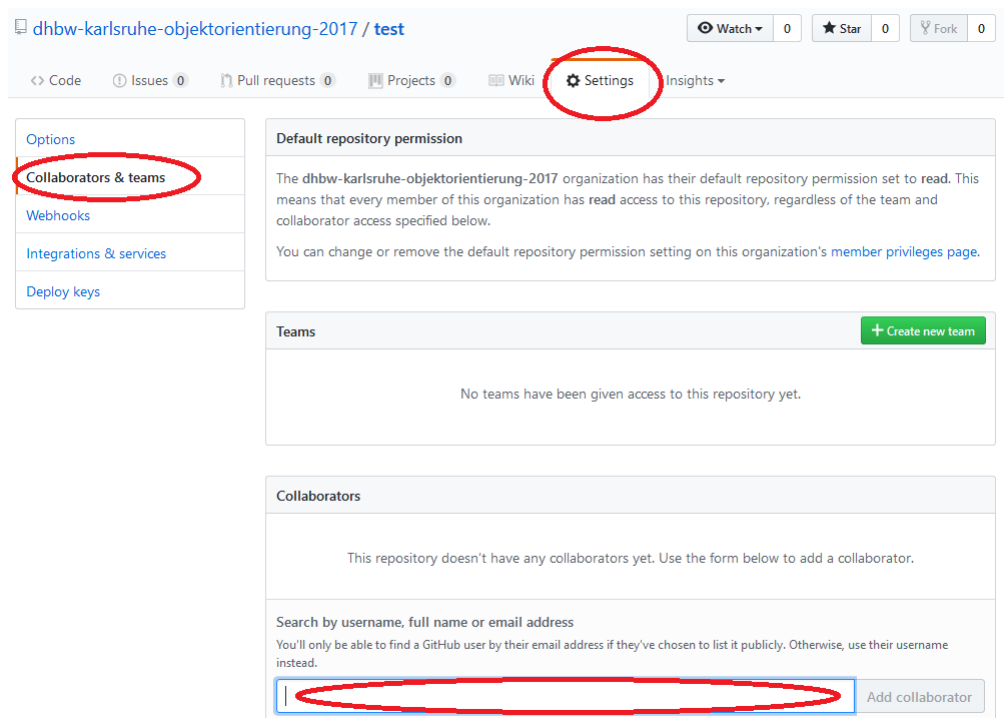 dhbw-karlsruhe-objektorientierung-2017 / test
Watch 0 Star 0 Fork 0
<> Code Issues 0 Pull requests 0 Projects 0 Wiki Settings Insights
Options
Collaborators & teams
Webhooks
Integrations & services
Deploy keys
Default repository permission
The dhbw-karlsruhe-objektorientierung-2017 organization has their default repository permission set to read. This
means that every member of this organization has read access to this repository, regardless of the team and
collaborator access specified below.
You can change or remove the default repository permission setting on this organization's member privileges page.
Teams
+ Create new team
No teams have been given access to this repository yet.
Collaborators
This repository doesn't have any collaborators yet. Use the form below to add a collaborator.
Search by username, full name or email address
You'll only be able to find a GitHub user by their email address if they've chosen to list it publicly. Otherwise, use their username
instead.
Add collaborator